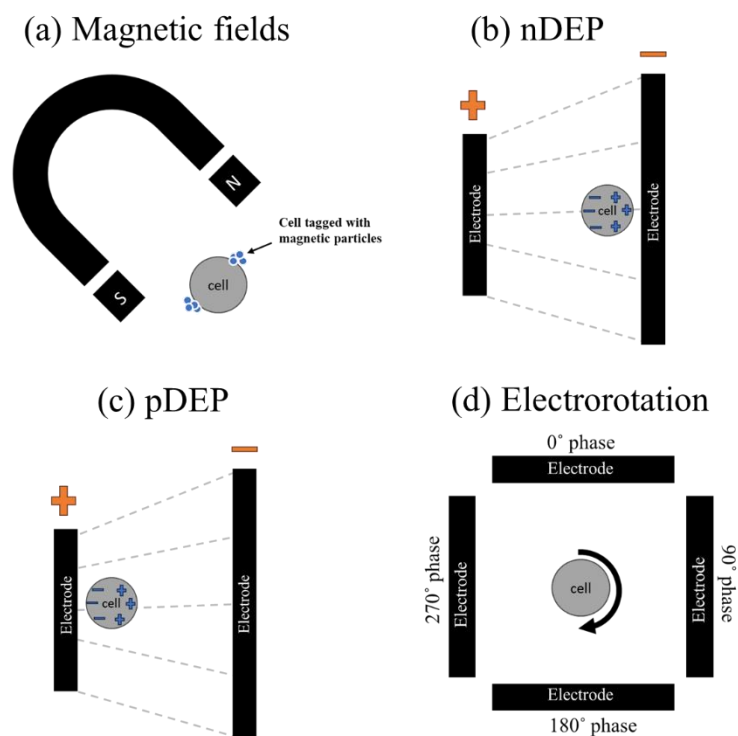 (a) Magnetic fields
N
S
Cell tagged with
magnetic particles
cell
(b) nDEP
+
−
Electrode
Electrode
− + − cell + − +
(c) pDEP
+
−
Electrode
Electrode
− + − cell + − +
(d) Electrorotation
0˚ phase
Electrode
270˚ phase
Electrode
cell
Electrode
90˚ phase
Electrode
180˚ phase